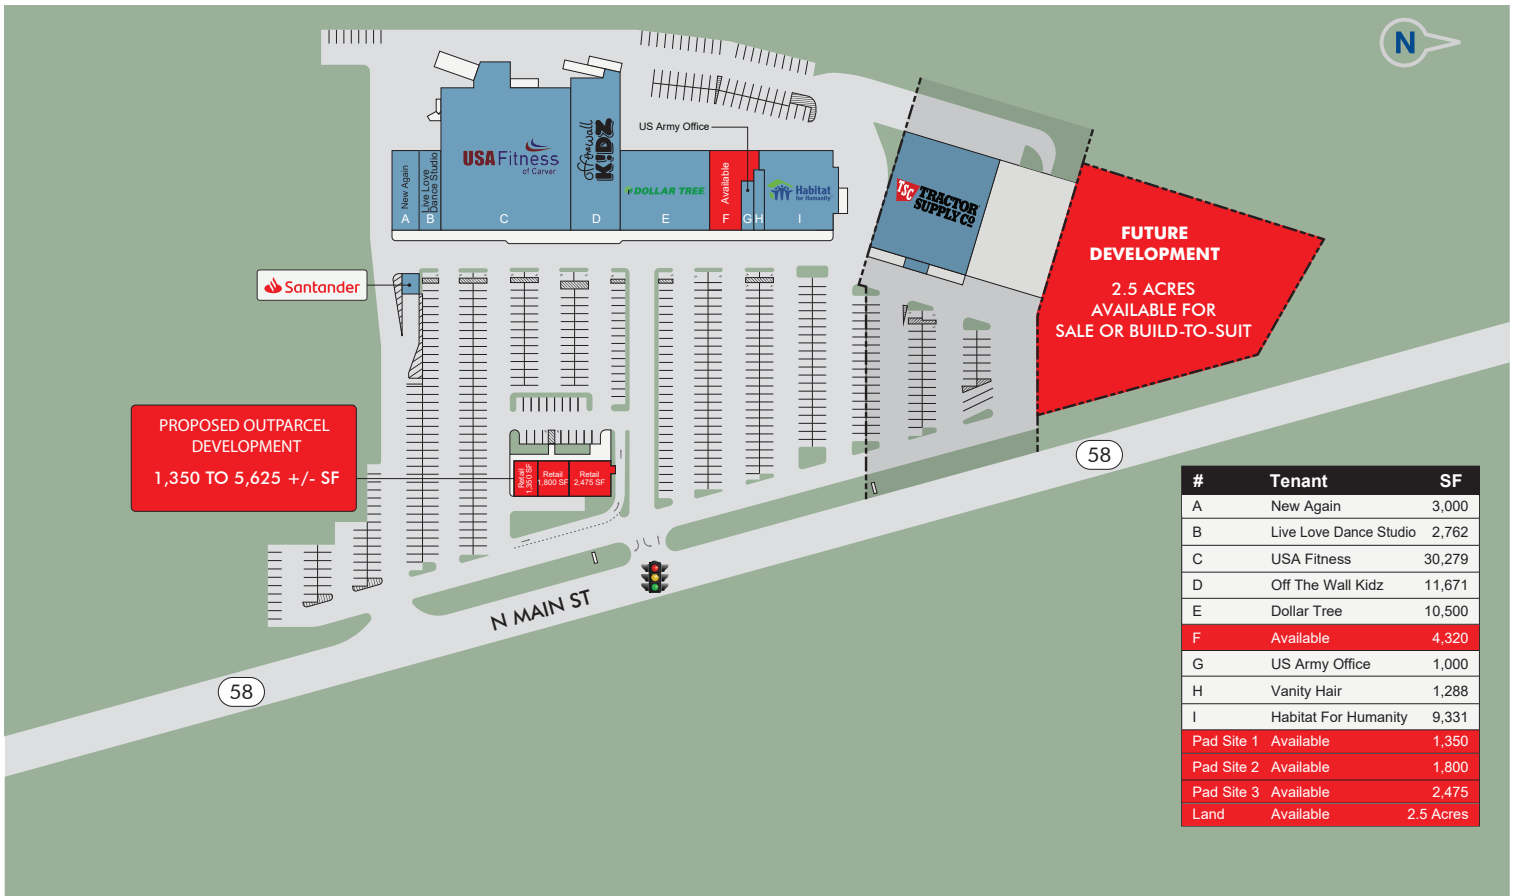 N
US Army Office
New Again
Live Love
Dance Studio
USA Fitness
of Carver
off the wall
KIDZ
DOLLAR TREE
Available
Habitat
for Humanity
A
B
C
D
E
F
G
H
I
TSC
TRACTOR
SUPPLY CO
Santander
FUTURE
DEVELOPMENT
2.5 ACRES
AVAILABLE FOR
SALE OR BUILD-TO-SUIT
PROPOSED OUTPARCEL
DEVELOPMENT
1,350 TO 5,625 +/- SF
Retail
1,350 SF
Retail
1,800 SF
Retail
2,475 SF
58
N MAIN ST
58
# Tenant SF
A New Again 3,000
B Live Love Dance Studio 2,762
C USA Fitness 30,279
D Off The Wall Kidz 11,671
E Dollar Tree 10,500
F Available 4,320
G US Army Office 1,000
H Vanity Hair 1,288
I Habitat For Humanity 9,331
Pad Site 1 Available 1,350
Pad Site 2 Available 1,800
Pad Site 3 Available 2,475
Land Available 2.5 Acres